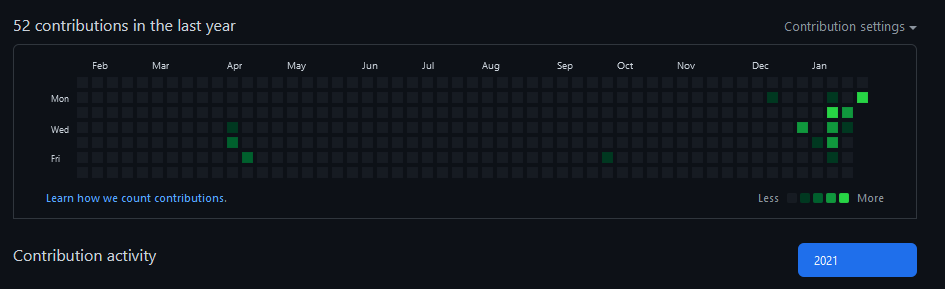 52 contributions in the last year
Contribution settings
Feb Mar Apr May Jun Jul Aug Sep Oct Nov Dec Jan
Mon
Wed
Fri
Learn how we count contributions.
Less More
Contribution activity
2021